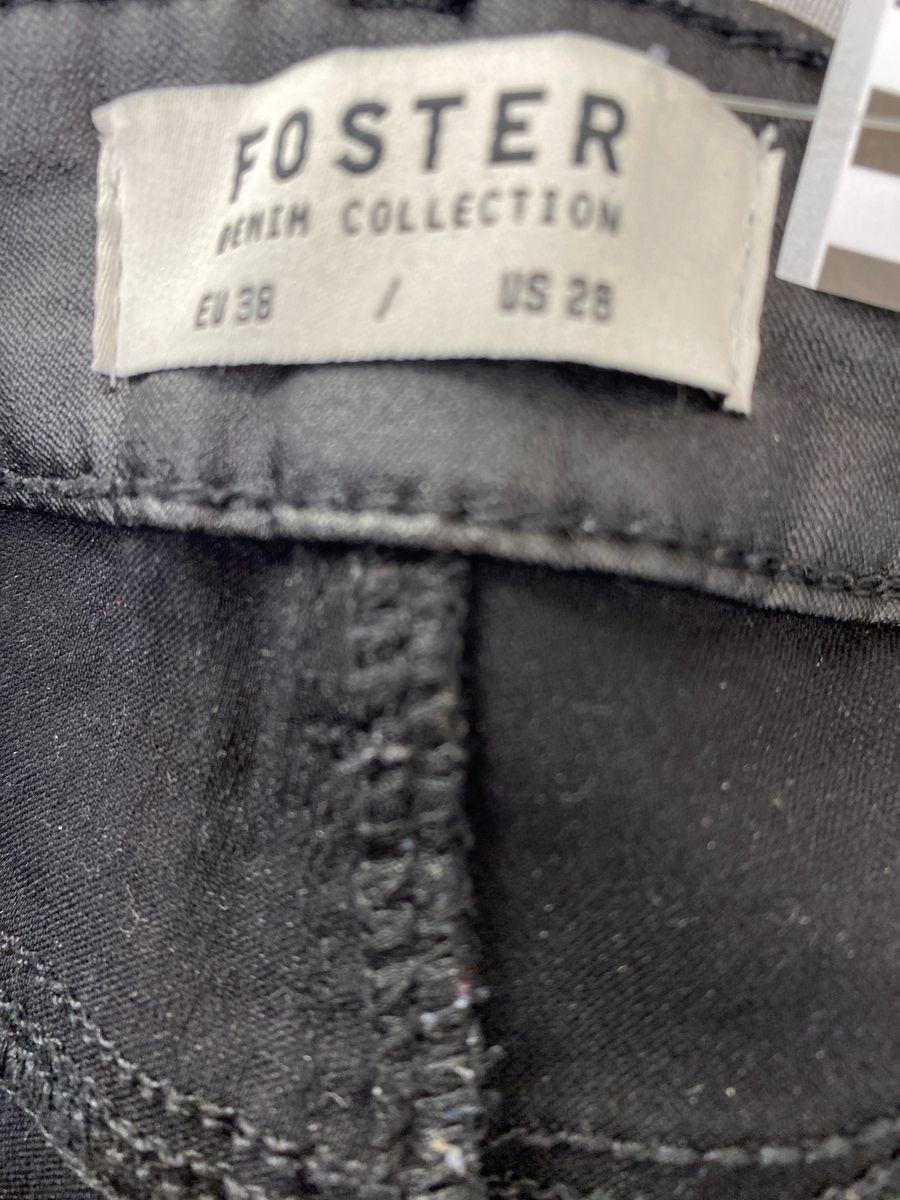 FOSTER
DENIM COLLECTION
EU 38 / US 28